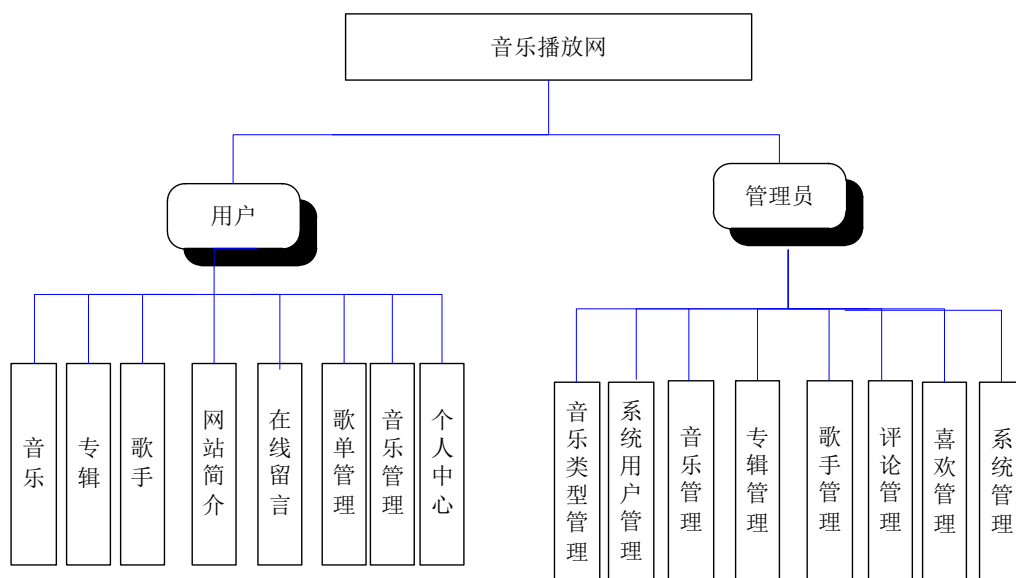 音乐播放网
用户
管理员
音乐
专辑
歌手
网站简介
在线留言
歌单管理
音乐管理
个人中心
音乐类型管理
系统用户管理
音乐管理
专辑管理
歌手管理
评论管理
喜欢管理
系统管理